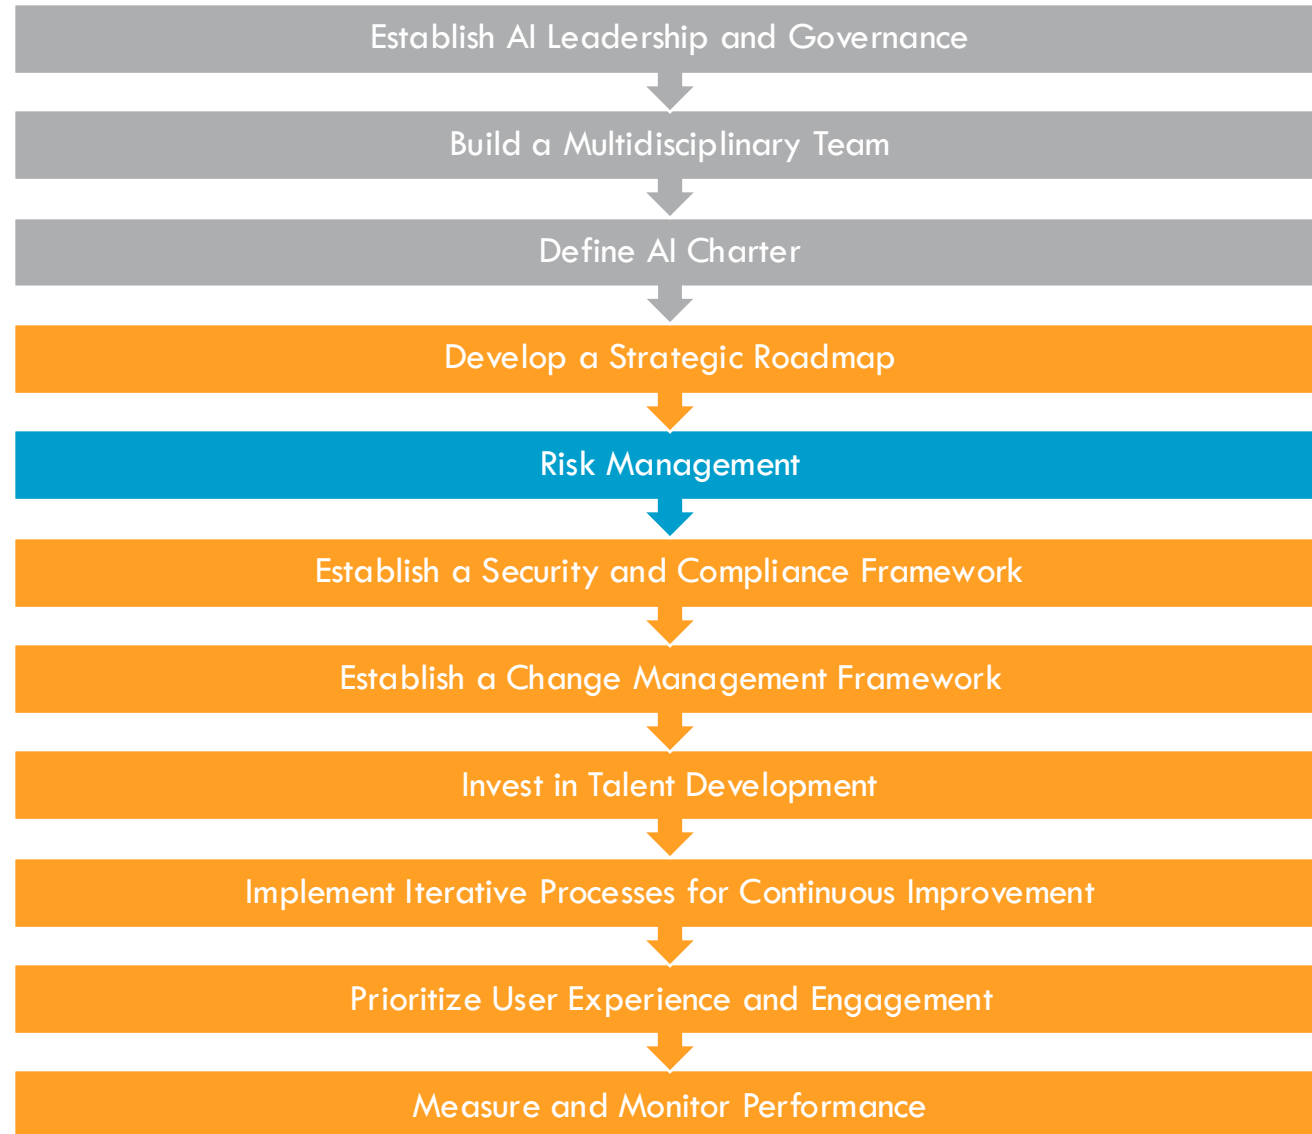 Establish AI Leadership and Governance
Build a Multidisciplinary Team
Define AI Charter
Develop a Strategic Roadmap
Risk Management
Establish a Security and Compliance Framework
Establish a Change Management Framework
Invest in Talent Development
Implement Iterative Processes for Continuous Improvement
Prioritize User Experience and Engagement
Measure and Monitor Performance